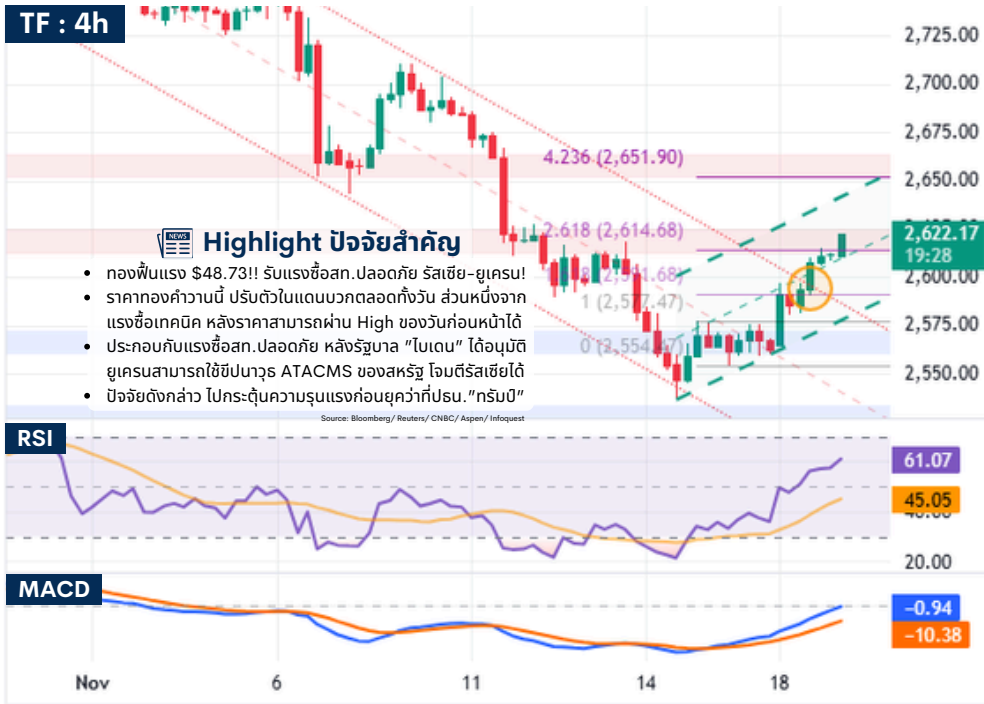 TF : 4h
2,725.00
2,700.00
2,675.00
4.236 (2,651.90)
2,650.00
2.618 (2,614.68)
2,622.17
19:28
2,600.00
1 (2,577.47)
2,575.00
0 (2,554.47)
2,550.00
NEWS
Highlight ปัจจัยสำคัญ
• ทองฟื้นแรง $48.73!! รับแรงซื้อสท.ปลอดภัย รัสเซีย-ยูเครน!
• ราคาทองคำวานนี้ ปรับตัวในแดนบวกตลอดทั้งวัน ส่วนหนึ่งจาก
แรงซื้อเทคนิค หลังราคาสามารถผ่าน High ของวันก่อนหน้าได้
• ประกอบกับแรงซื้อสท.ปลอดภัย หลังรัฐบาล "ไบเดน" ได้อนุมัติ
ยูเครนสามารถใช้ขีปนาวุธ ATACMS ของสหรัฐ โจมตีรัสเซียได้
• ปัจจัยดังกล่าว ไปกระตุ้นความรุนแรงก่อนยุคว่าที่ปธน."ทรัมป์"
Source: Bloomberg/ Reuters/ CNBC/ Aspen/ Infoquest
RSI
61.07
45.05
20.00
MACD
−0.94
−10.38
Nov 6 11 14 18